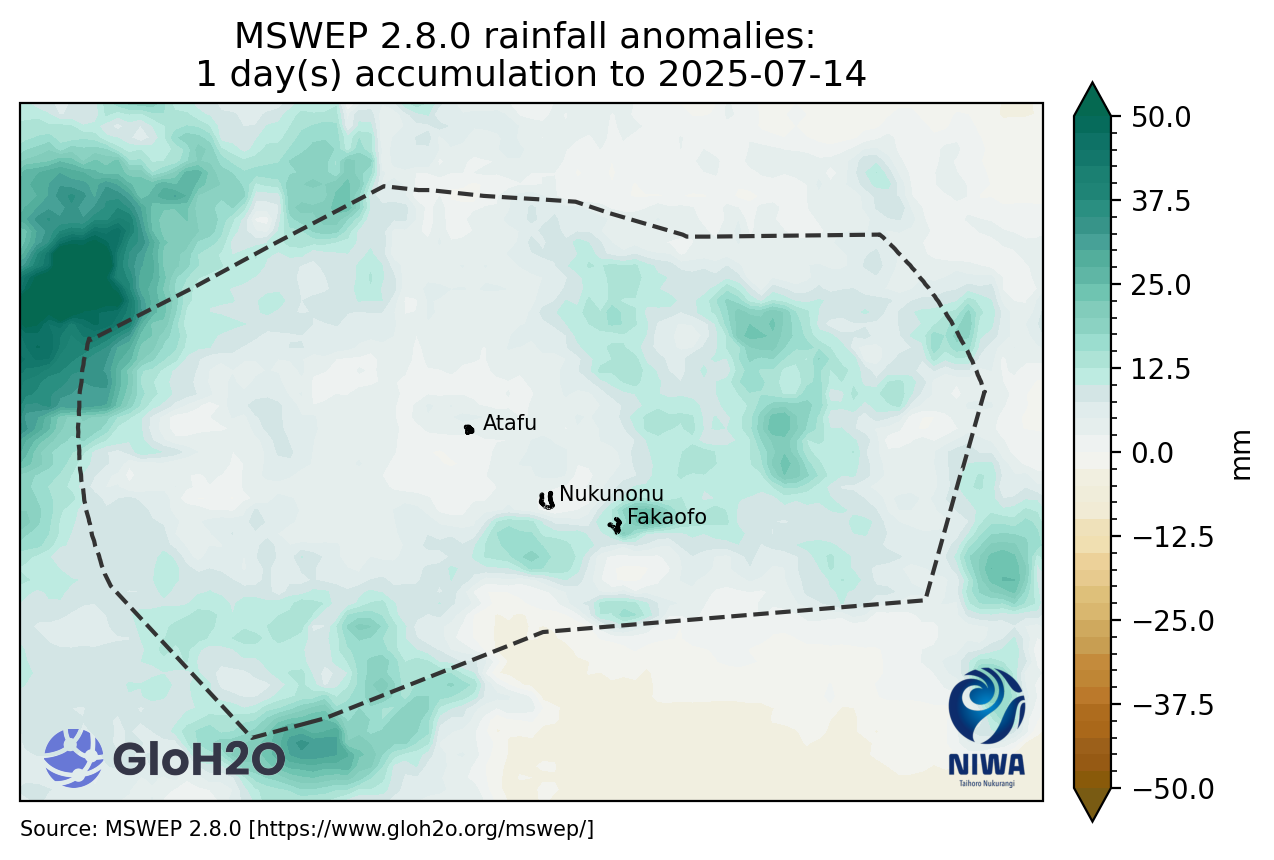 MSWEP 2.8.0 rainfall anomalies:
1 day(s) accumulation to 2025-07-14
50.0
37.5
25.0
12.5
0.0
−12.5
−25.0
−37.5
−50.0
mm
Atafu
Nukunonu
Fakaofo
GloH2O
NIWA
Taihoro Nukurangi
Source: MSWEP 2.8.0 [https://www.gloh2o.org/mswep/]